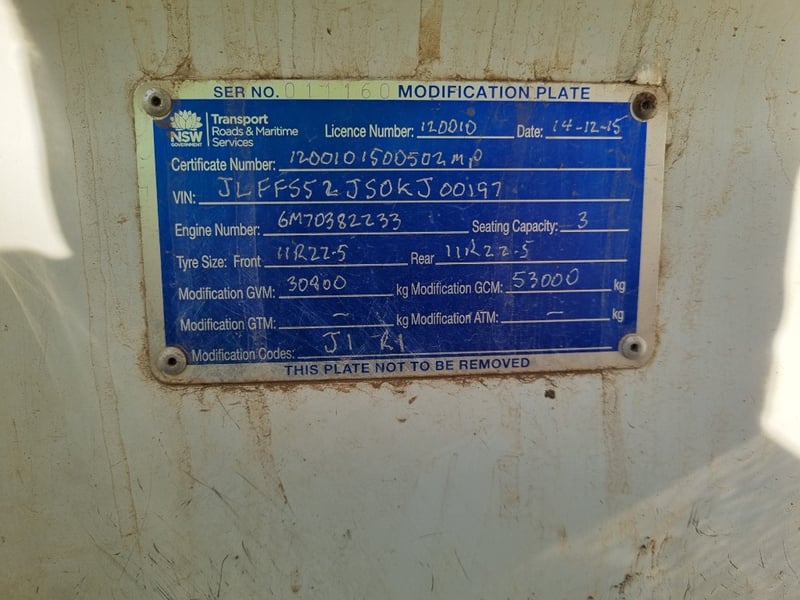 SER NO. 011160 MODIFICATION PLATE
NSW GOVERNMENT Transport Roads & Maritime Services
Licence Number: 120010 Date: 14-12-15
Certificate Number: 1200101500502MP
VIN: JLFFS52JSOKJ00197
Engine Number: 6M70382233 Seating Capacity: 3
Tyre Size: Front 11R22.5 Rear 11R22.5
Modification GVM: 30400 kg Modification GCM: 53000 kg
Modification GTM: – kg Modification ATM: – kg
Modification Codes: J1 R1
THIS PLATE NOT TO BE REMOVED